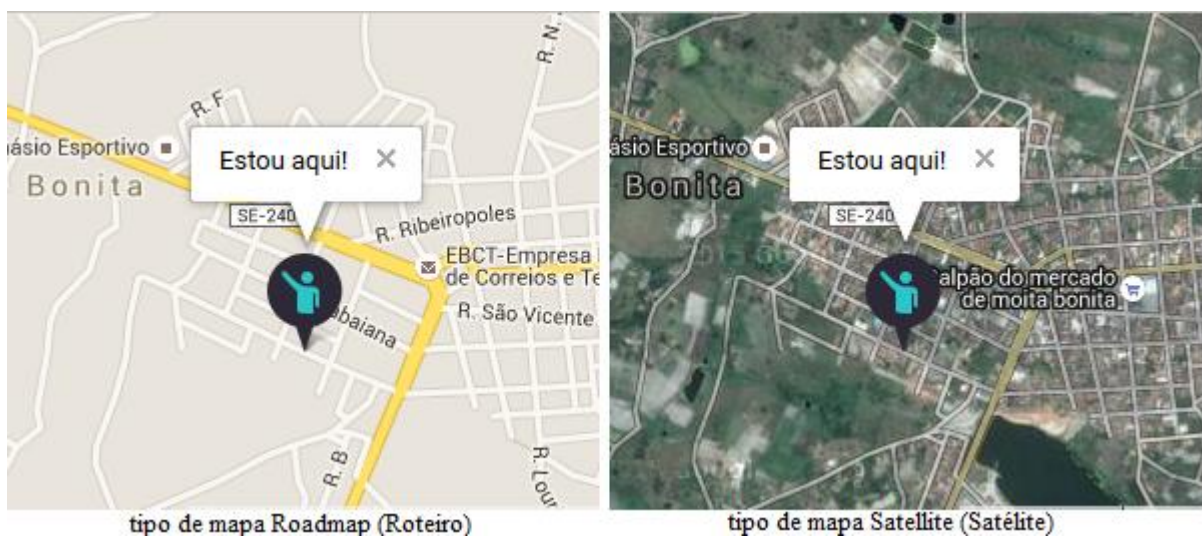 R. N.
R. F
ásio Esportivo
Bonita
Estou aqui!
SE-240
R. Ribeiropoles
EBCT-Empresa
de Correios e Te
abaiana
R. São Vicente
R. B
R. Lour
tipo de mapa Roadmap (Roteiro)
ásio Esportivo
Bonita
Estou aqui!
SE-240
alpão do mercado
de moita bonita
tipo de mapa Satellite (Satélite)